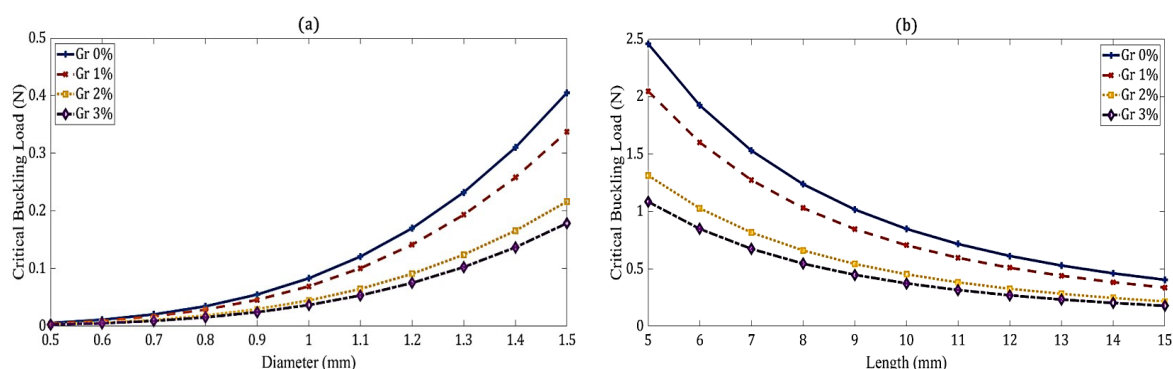 (a)
0.5
0.4
0.3
0.2
0.1
0
Critical Buckling Load (N)
Gr 0%
Gr 1%
Gr 2%
Gr 3%
0.5 0.6 0.7 0.8 0.9 1 1.1 1.2 1.3 1.4 1.5
Diameter (mm)
(b)
2.5
2
1.5
1
0.5
0
Critical Buckling Load (N)
Gr 0%
Gr 1%
Gr 2%
Gr 3%
5 6 7 8 9 10 11 12 13 14 15
Length (mm)